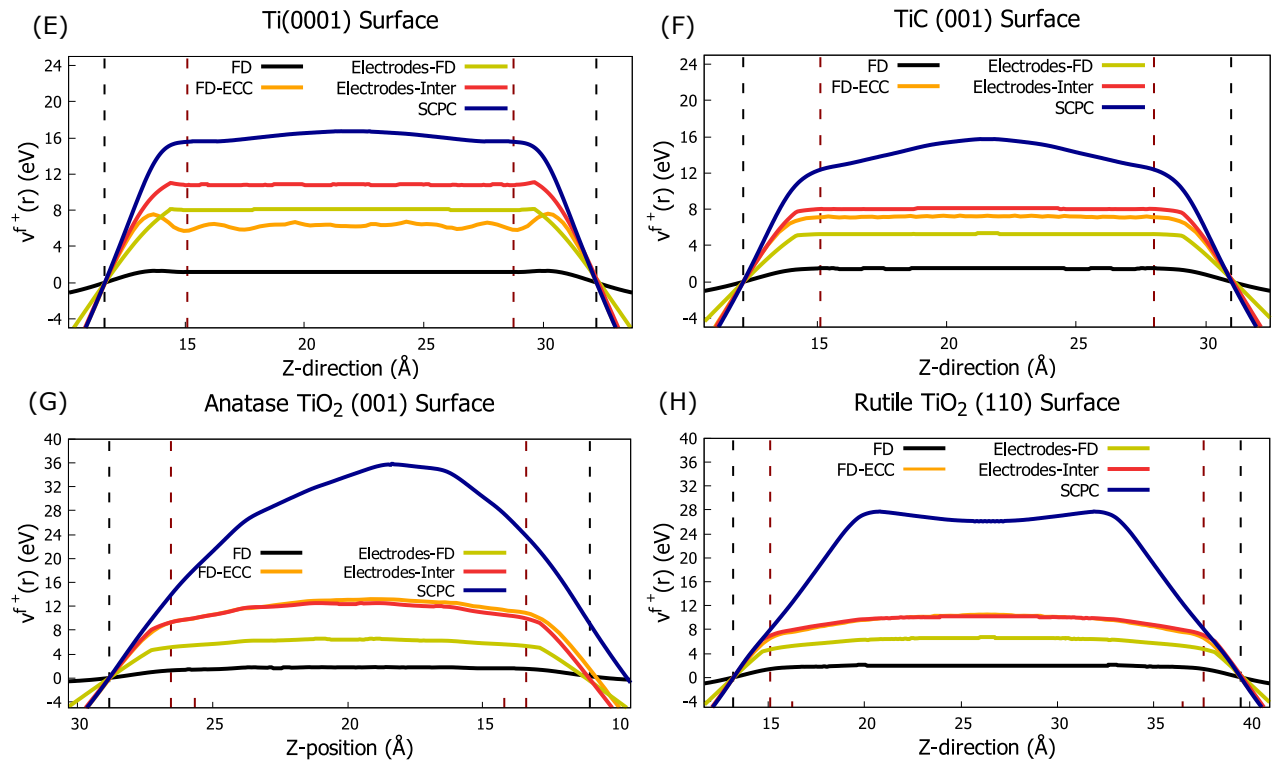 (E) Ti(0001) Surface
FD Electrodes-FD
FD-ECC Electrodes-Inter
SCPC
24
20
16
12
8
4
0
-4
v^f+(r) (eV)
15 20 25 30
Z-direction (Å)
(F) TiC (001) Surface
FD Electrodes-FD
FD-ECC Electrodes-Inter
SCPC
24
20
16
12
8
4
0
-4
v^f+(r) (eV)
15 20 25 30
Z-direction (Å)
(G) Anatase TiO₂ (001) Surface
40
36
32
28
24
20
16
12
8
4
0
-4
v^f+(r) (eV)
FD Electrodes-FD
FD-ECC Electrodes-Inter
SCPC
30 25 20 15 10
Z-position (Å)
(H) Rutile TiO₂ (110) Surface
FD Electrodes-FD
FD-ECC Electrodes-Inter
SCPC
40
36
32
28
24
20
16
12
8
4
0
-4
v^f+(r) (eV)
15 20 25 30 35 40
Z-direction (Å)